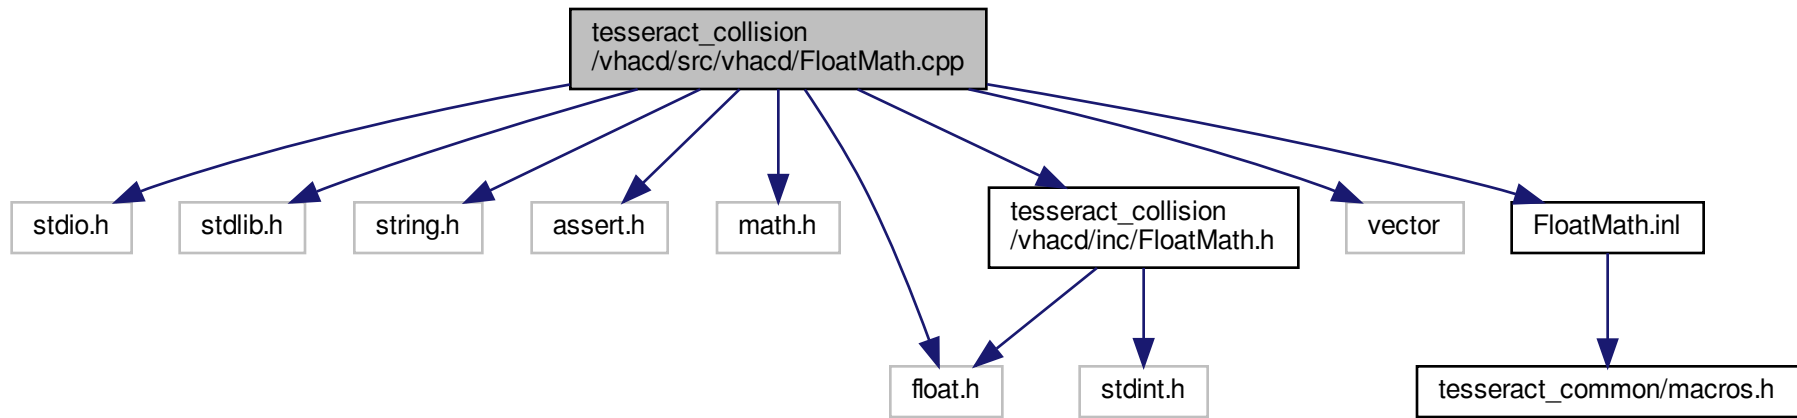 tesseract_collision
/vhacd/src/vhacd/FloatMath.cpp
stdio.h
stdlib.h
string.h
assert.h
math.h
tesseract_collision
/vhacd/inc/FloatMath.h
vector
FloatMath.inl
float.h
stdint.h
tesseract_common/macros.h